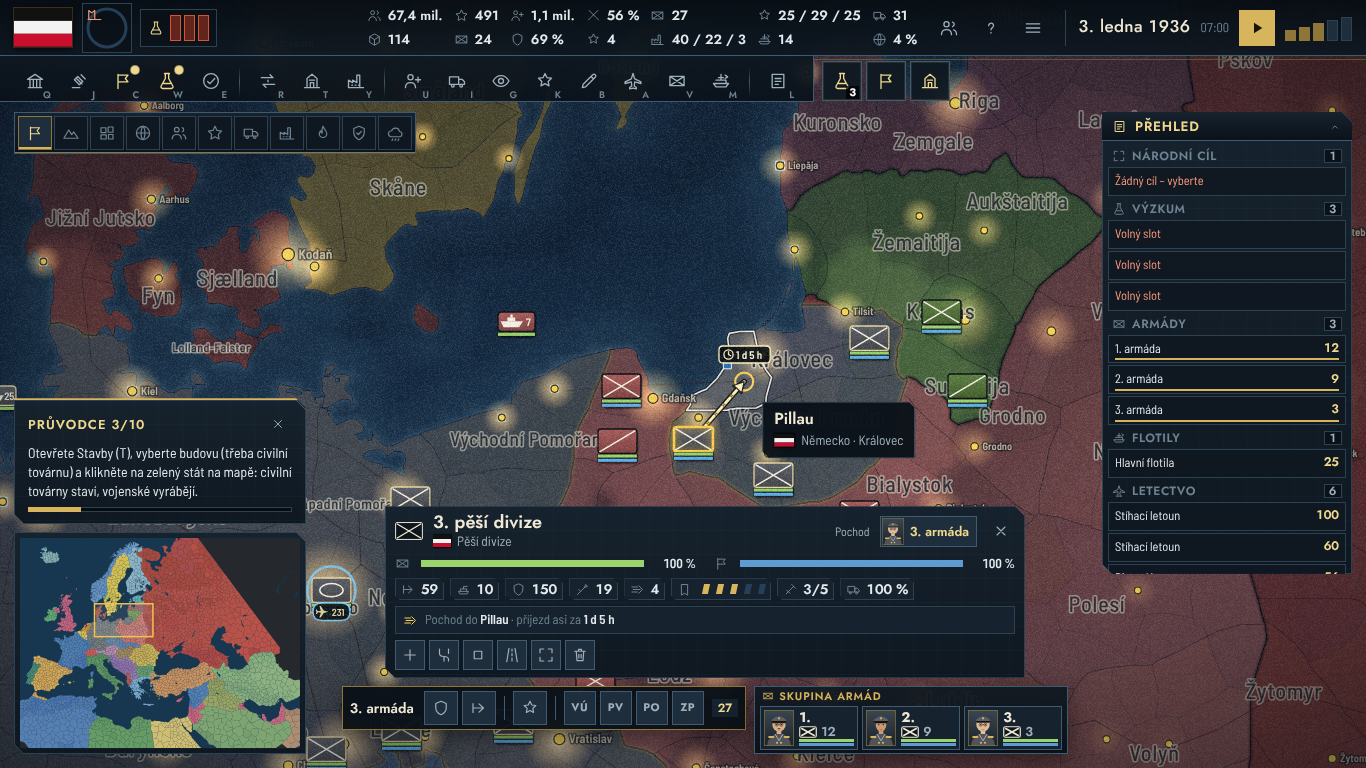 67,4 mil.
491
1,1 mil.
56 %
27
25 / 29 / 25
31
114
24
69 %
4
40 / 22 / 3
14
4 %
?
3. ledna 1936
07:00
Q
J
C
W
E
R
T
Y
U
I
G
K
B
A
V
M
L
3
Aalborg
Pskov
Riga
Kuronsko
Zemgale
Liepāja
Skåne
Aarhus
Jižní Jutsko
Kodaň
Sjælland
Fyn
Lolland-Falster
Kiel
Aukštaitija
Žemaitija
Tilsit
7
1 d 5 h
Královec
Gdańsk
Východní Pomořan
Grodno
Grodno
Bialystok
Polesí
Žytomyr
Volyň
Vratislav
25
231
Pillau
Německo · Královec
PŘEHLED
NÁRODNÍ CÍL
1
Žádný cíl – vyberte
VÝZKUM
3
Volný slot
Volný slot
Volný slot
ARMÁDY
3
1. armáda
12
2. armáda
9
3. armáda
3
FLOTILY
1
Hlavní flotila
25
LETECTVO
6
Stíhací letoun
100
Stíhací letoun
60
PRŮVODCE 3/10
Otevřete Stavby (T), vyberte budovu (třeba civilní
továrnu) a klikněte na zelený stát na mapě: civilní
továrny staví, vojenské vyrábějí.
3. pěší divize
Pěší divize
Pochod
3. armáda
100 %
100 %
59
10
150
19
4
3/5
100 %
Pochod do Pillau · příjezd asi za 1 d 5 h
3. armáda
VÚ
PV
PO
ZP
27
SKUPINA ARMÁD
1.
12
2.
9
3.
3